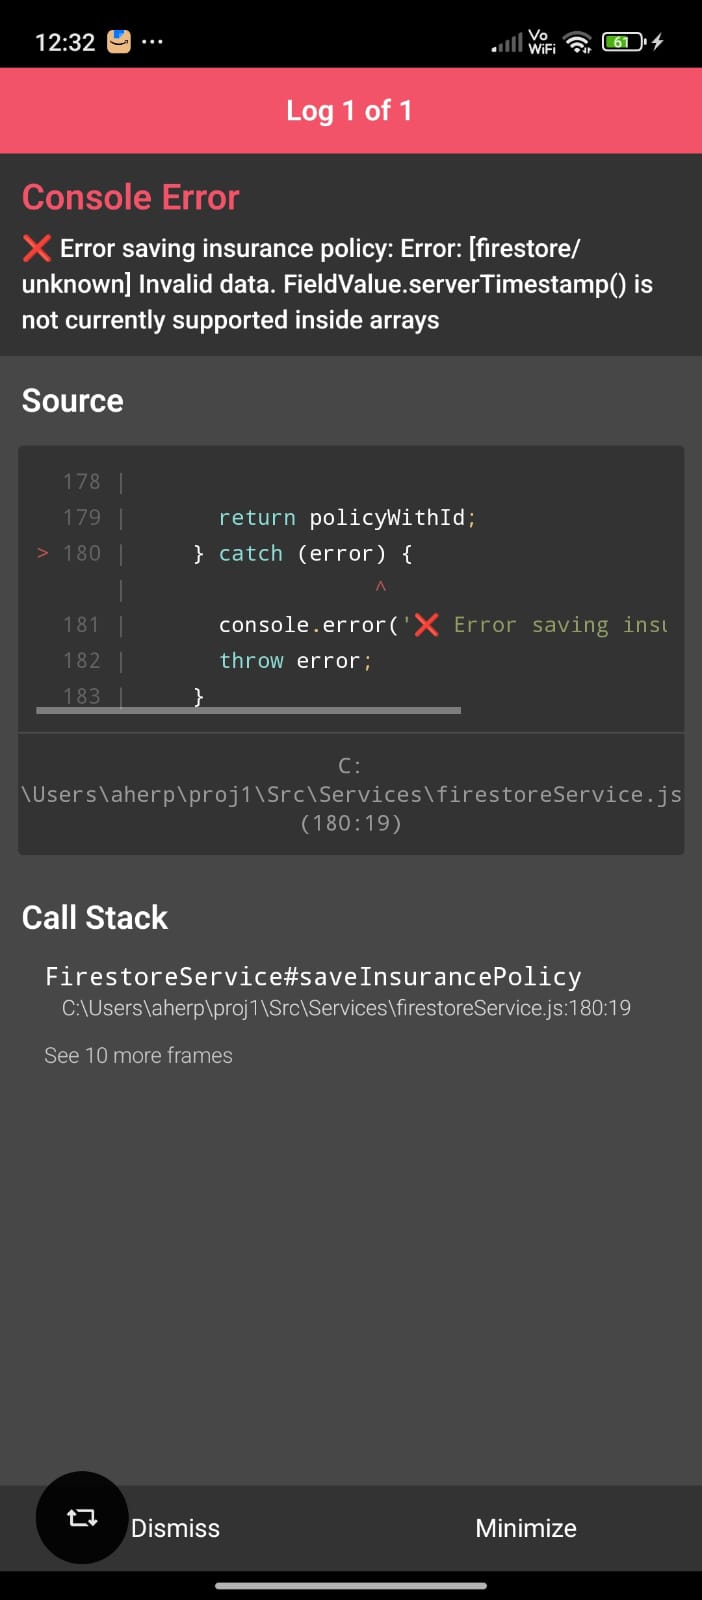 12:32 ...
Vo
WiFi
61
Log 1 of 1
Console Error
❌ Error saving insurance policy: Error: [firestore/
unknown] Invalid data. FieldValue.serverTimestamp() is
not currently supported inside arrays
Source
178 |
179 | return policyWithId;
> 180 | } catch (error) {
| ^
181 | console.error('❌ Error saving insu
182 | throw error;
183 | }
C:
\Users\aherp\proj1\Src\Services\firestoreService.js
(180:19)
Call Stack
FirestoreService#saveInsurancePolicy
C:\Users\aherp\proj1\Src\Services\firestoreService.js:180:19
See 10 more frames
Dismiss
Minimize